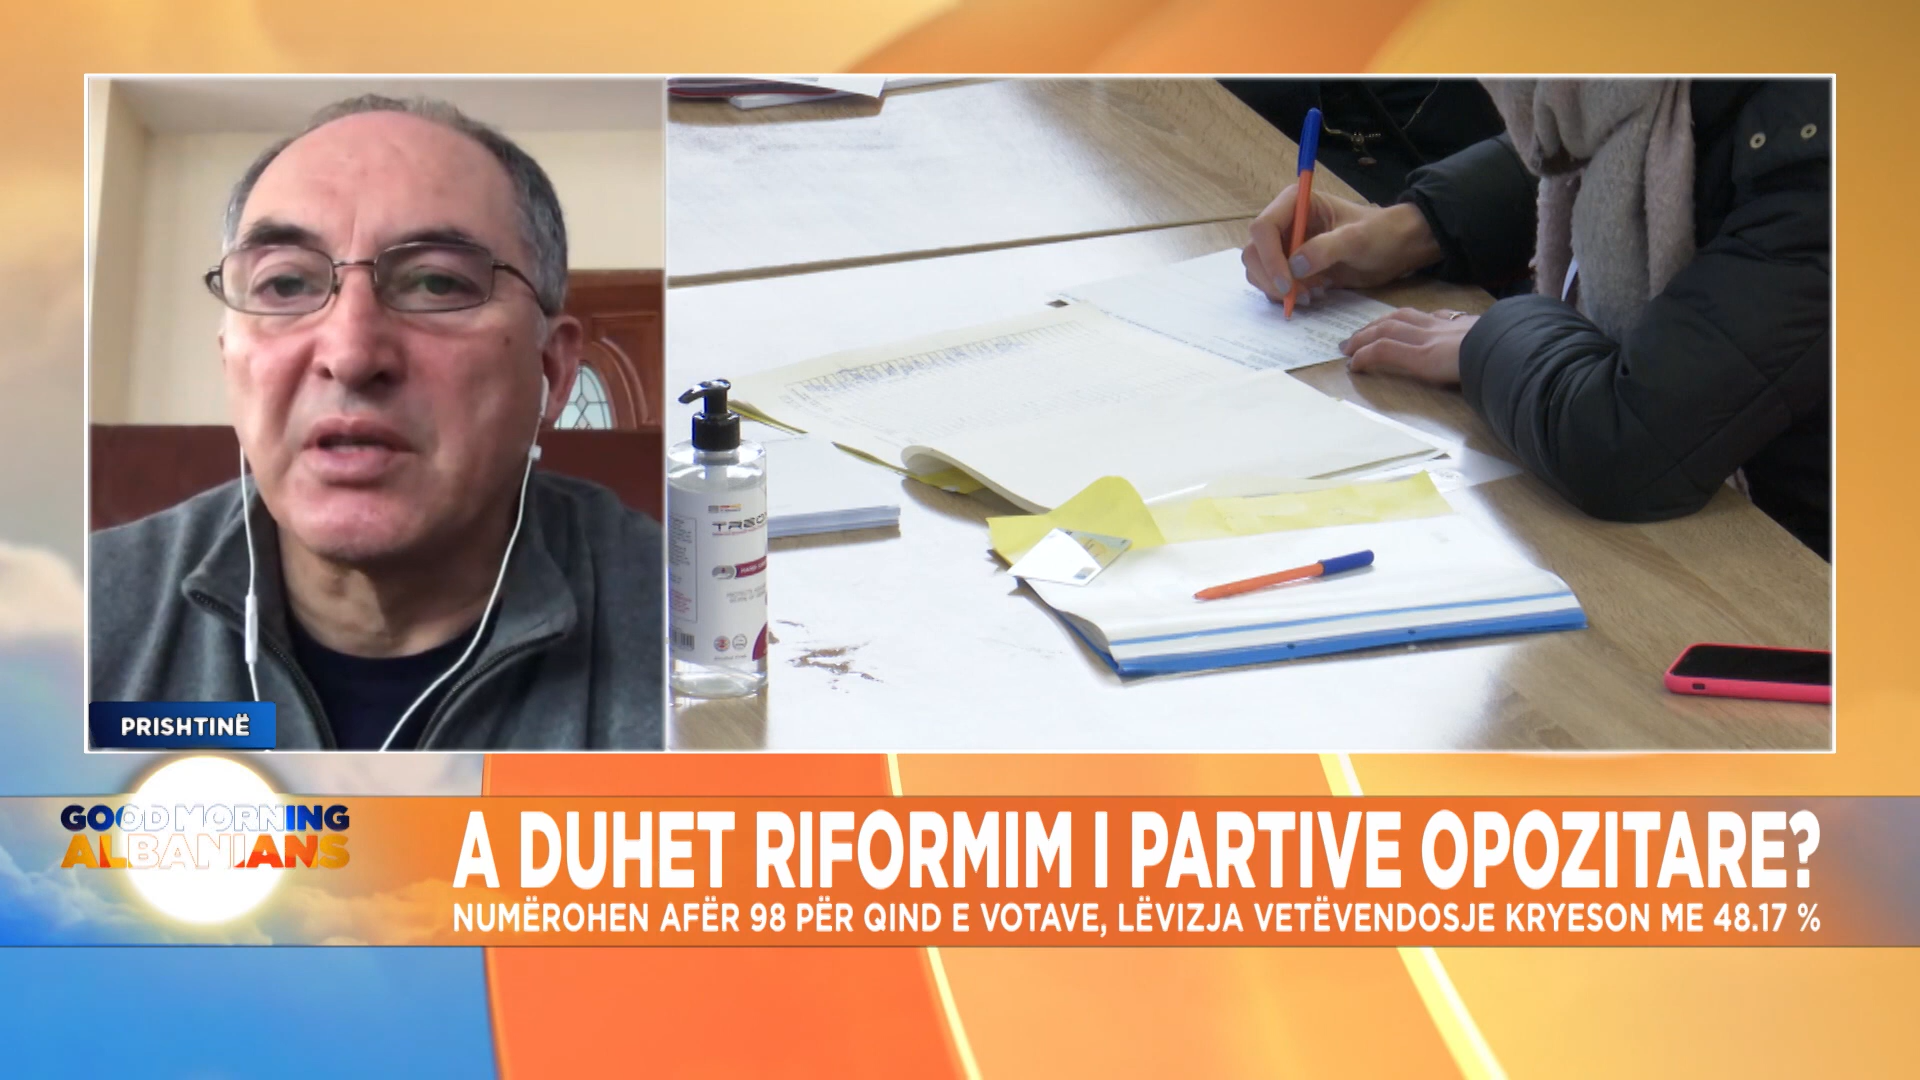 TREO
PRISHTINË
GOOD MORNING
ALBANIANS
A DUHET RIFORMIM I PARTIVE OPOZITARE?
NUMËROHEN AFËR 98 PËR QIND E VOTAVE, LËVIZJA VETËVENDOSJE KRYESON ME 48.17 %